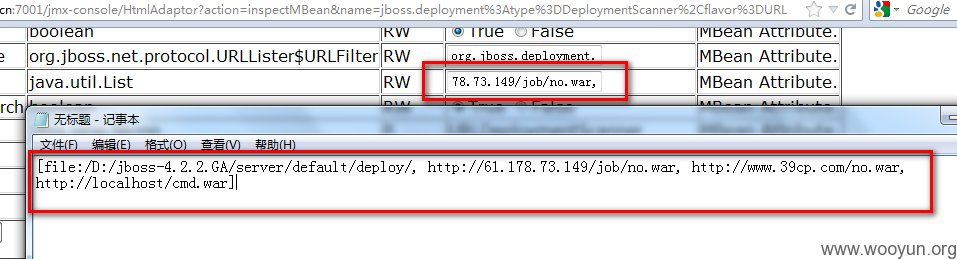 cn:7001/jmx-console/HtmlAdaptor?action=inspectMBean&name=jboss.deployment%3Atype%3DDeploymentScanner%2Cflavor%3DURL
Google
boolean RW True False MBean Attribute.
e org.jboss.net.protocol.URLLister$URLFilter RW org.jboss.deployment. MBean Attribute.
java.util.List RW 78.73.149/job/no.war, MBean Attribute.
arch boolean RW True False MBean Attribute.
无标题 - 记事本
文件(F) 编辑(E) 格式(O) 查看(V) 帮助(H)
[file:/D:/jboss-4.2.2.GA/server/default/deploy/, http://61.178.73.149/job/no.war, http://www.39cp.com/no.war,
http://localhost/cmd.war]
www.wooyun.org